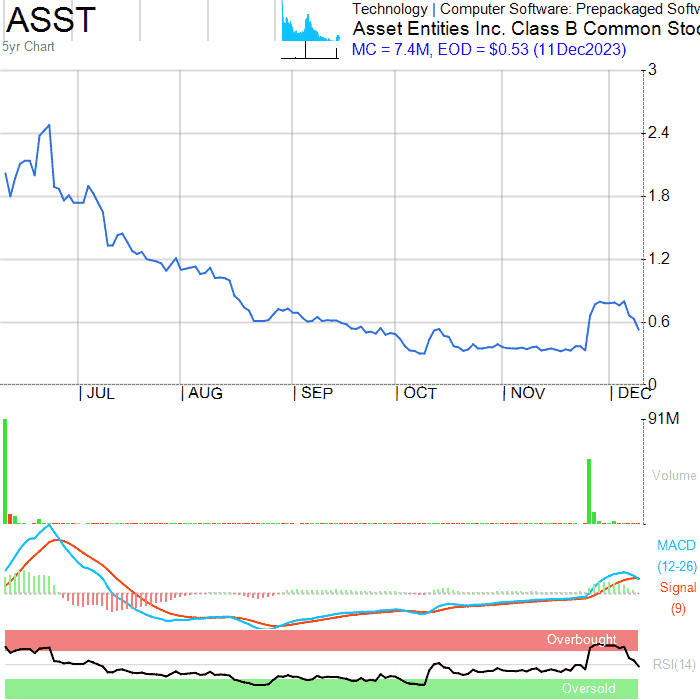 ASST
5yr Chart
Technology | Computer Software: Prepackaged Softw
Asset Entities Inc. Class B Common Stoc
MC = 7.4M, EOD = $0.53 (11Dec2023)
3
2.4
1.8
1.2
0.6
0
| JUL | AUG | SEP | OCT | NOV | DEC
91M
Volume
MACD
(12-26)
Signal
(9)
Overbought
RSI(14)
Oversold